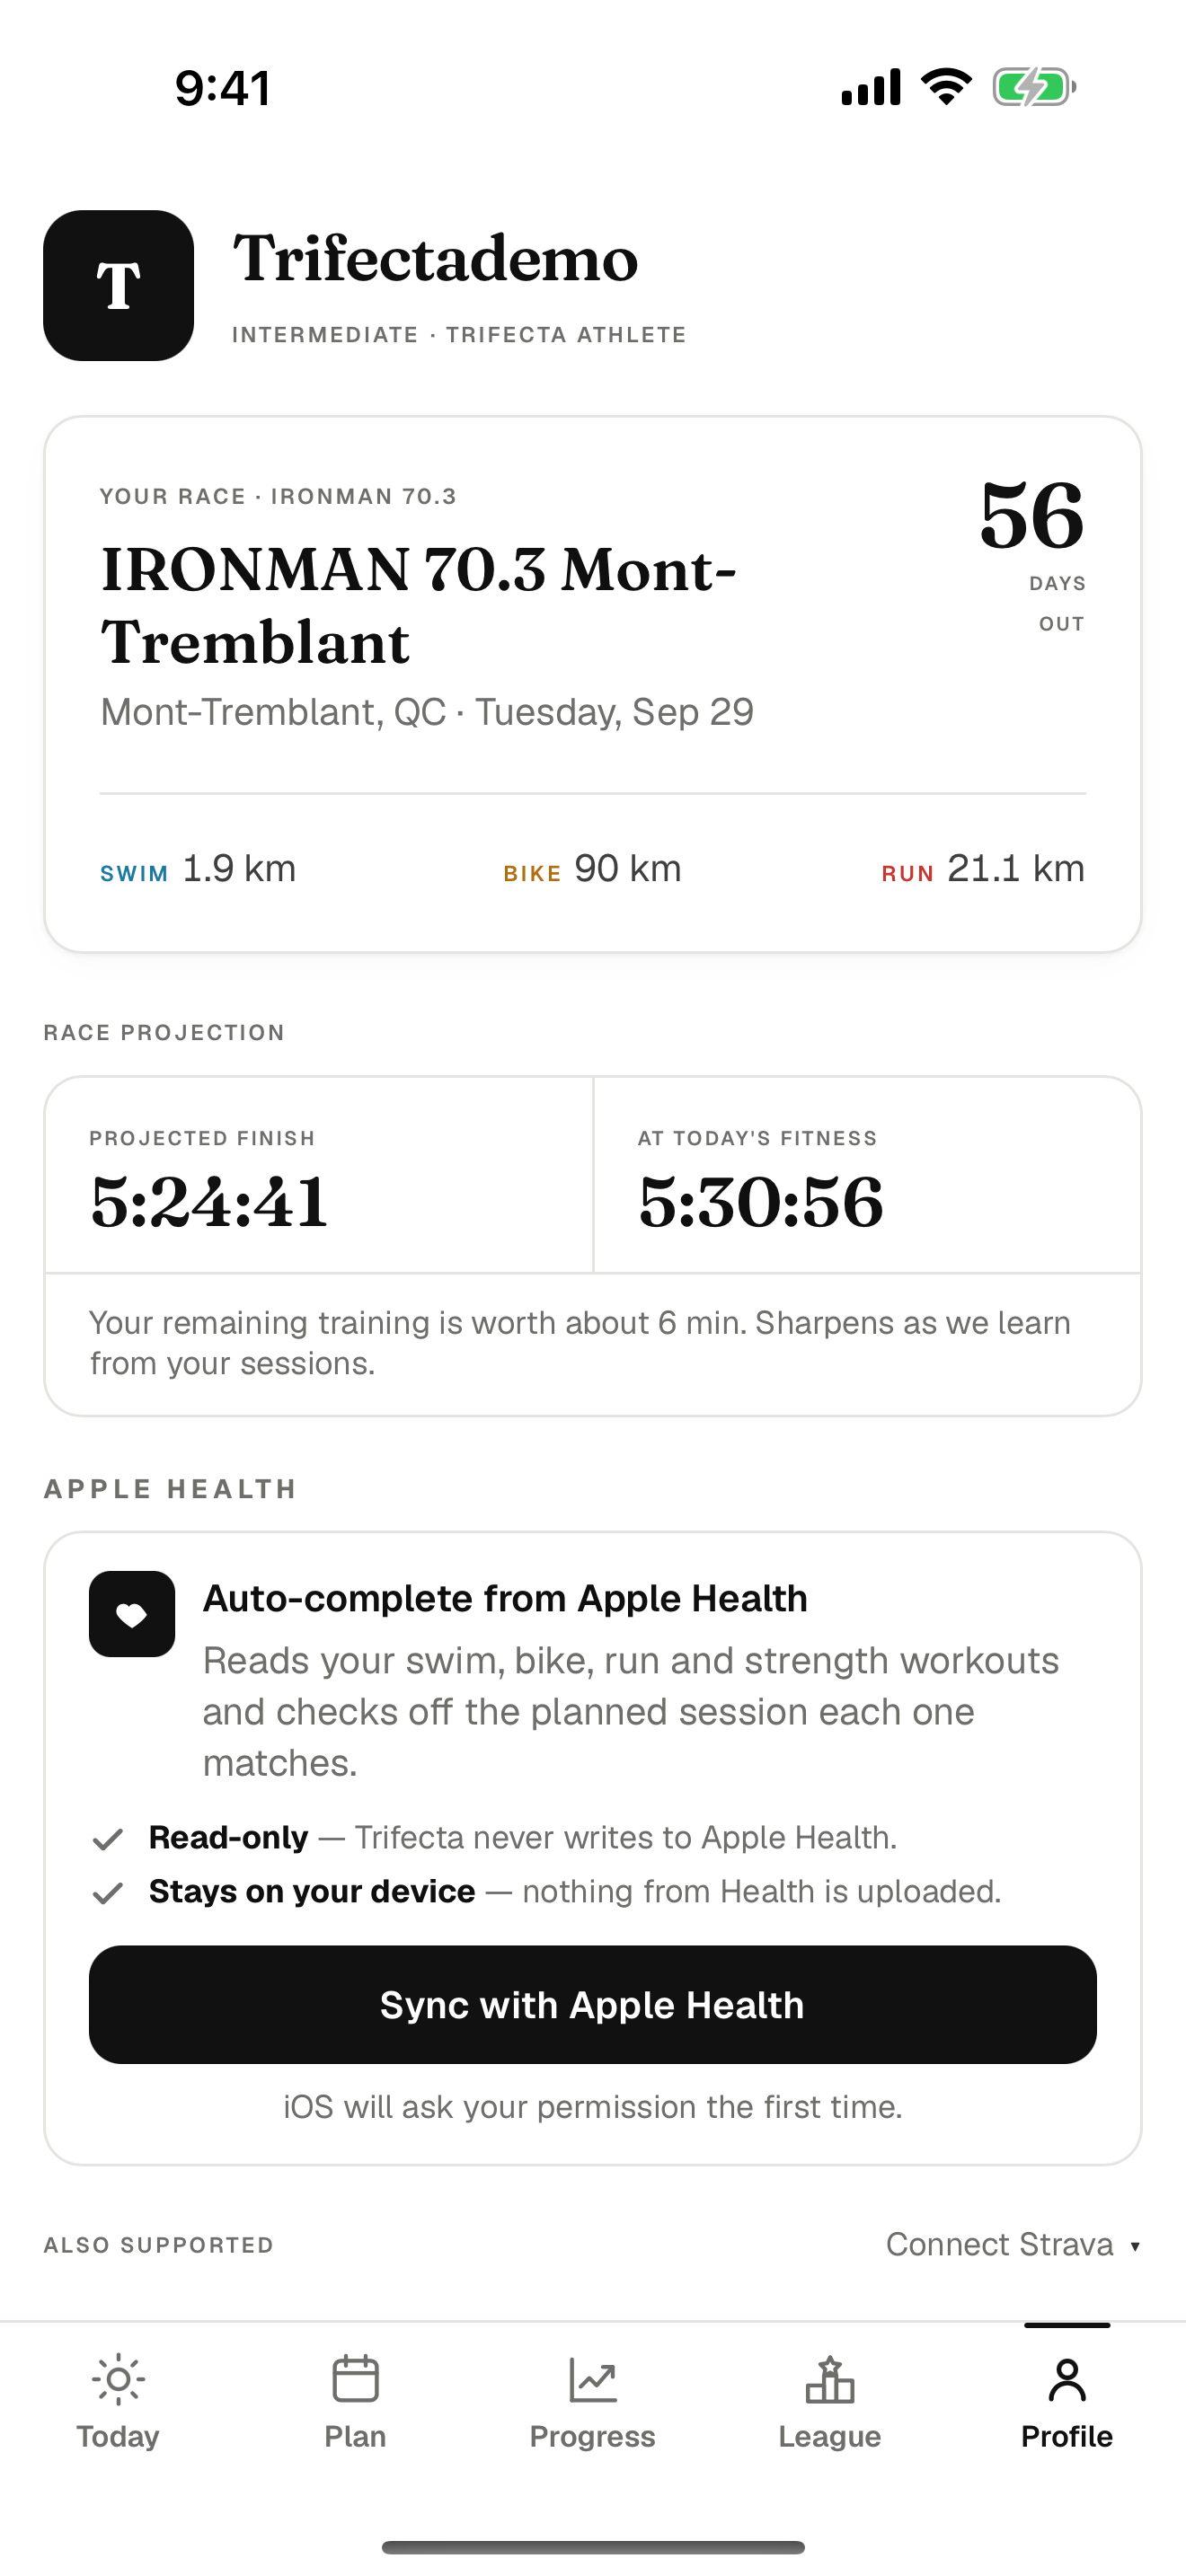 9:41
T
Trifectademo
INTERMEDIATE · TRIFECTA ATHLETE
YOUR RACE · IRONMAN 70.3
56
DAYS
OUT
IRONMAN 70.3 Mont-
Tremblant
Mont-Tremblant, QC · Tuesday, Sep 29
SWIM 1.9 km
BIKE 90 km
RUN 21.1 km
RACE PROJECTION
PROJECTED FINISH
5:24:41
AT TODAY'S FITNESS
5:30:56
Your remaining training is worth about 6 min. Sharpens as we learn
from your sessions.
APPLE HEALTH
Auto-complete from Apple Health
Reads your swim, bike, run and strength workouts
and checks off the planned session each one
matches.
Read-only — Trifecta never writes to Apple Health.
Stays on your device — nothing from Health is uploaded.
Sync with Apple Health
iOS will ask your permission the first time.
ALSO SUPPORTED
Connect Strava ▾
Today
Plan
Progress
League
Profile